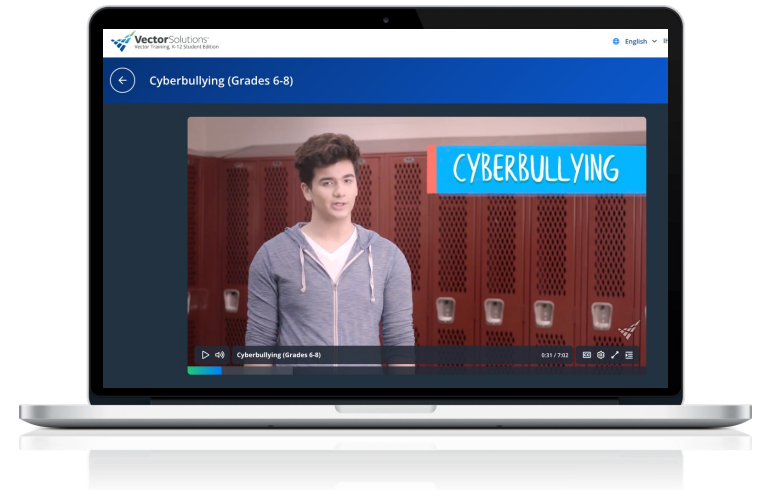 VectorSolutions
Vector Training, K-12 Student Edition
English
Cyberbullying (Grades 6-8)
CYBERBULLYING
Cyberbullying (Grades 6-8)
0:31 / 7:02
CC